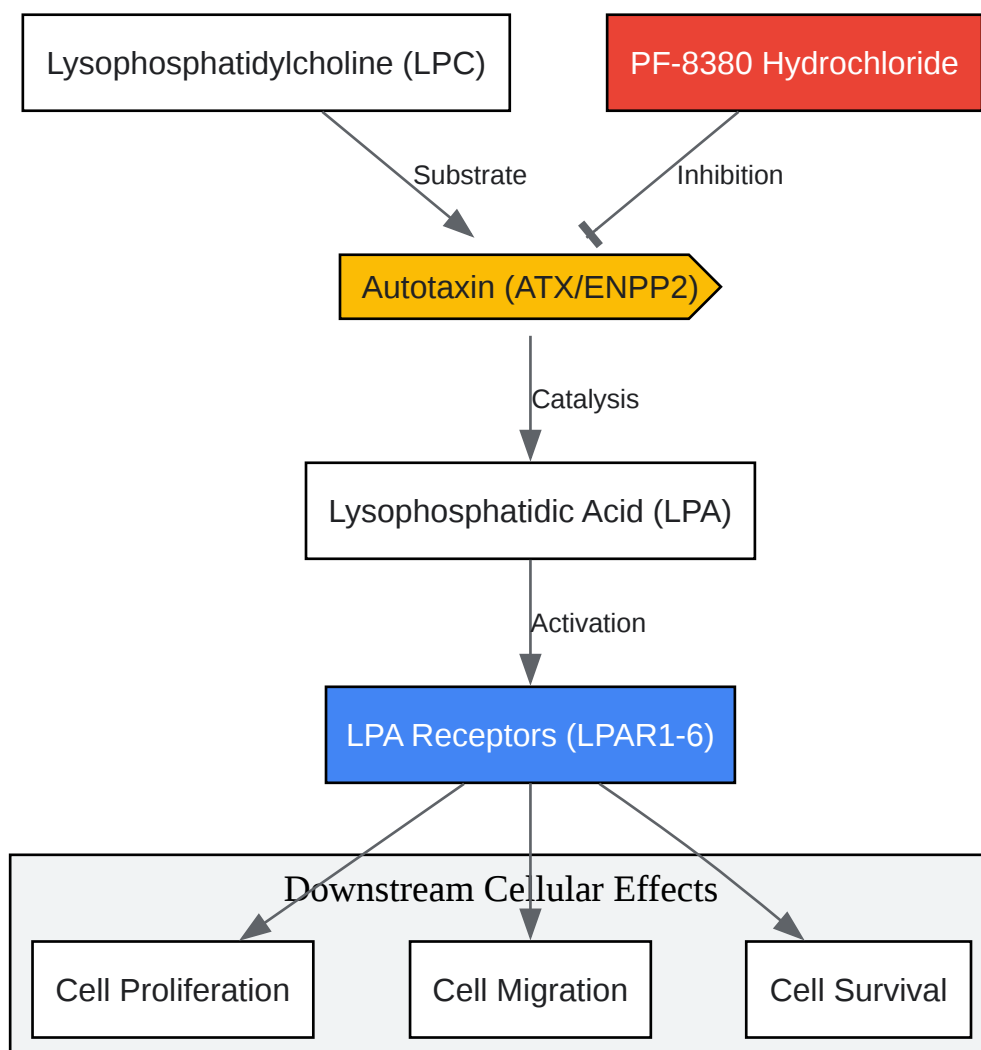 Lysophosphatidylcholine (LPC)
PF-8380 Hydrochloride
Substrate
Inhibition
Autotaxin (ATX/ENPP2)
Catalysis
Lysophosphatidic Acid (LPA)
Activation
LPA Receptors (LPAR1-6)
Downstream Cellular Effects
Cell Proliferation
Cell Migration
Cell Survival